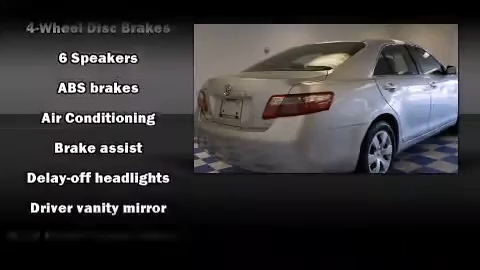 4-Wheel Disc Brakes
6 Speakers
ABS brakes
Air Conditioning
Brake assist
Delay-off headlights
Driver vanity mirror